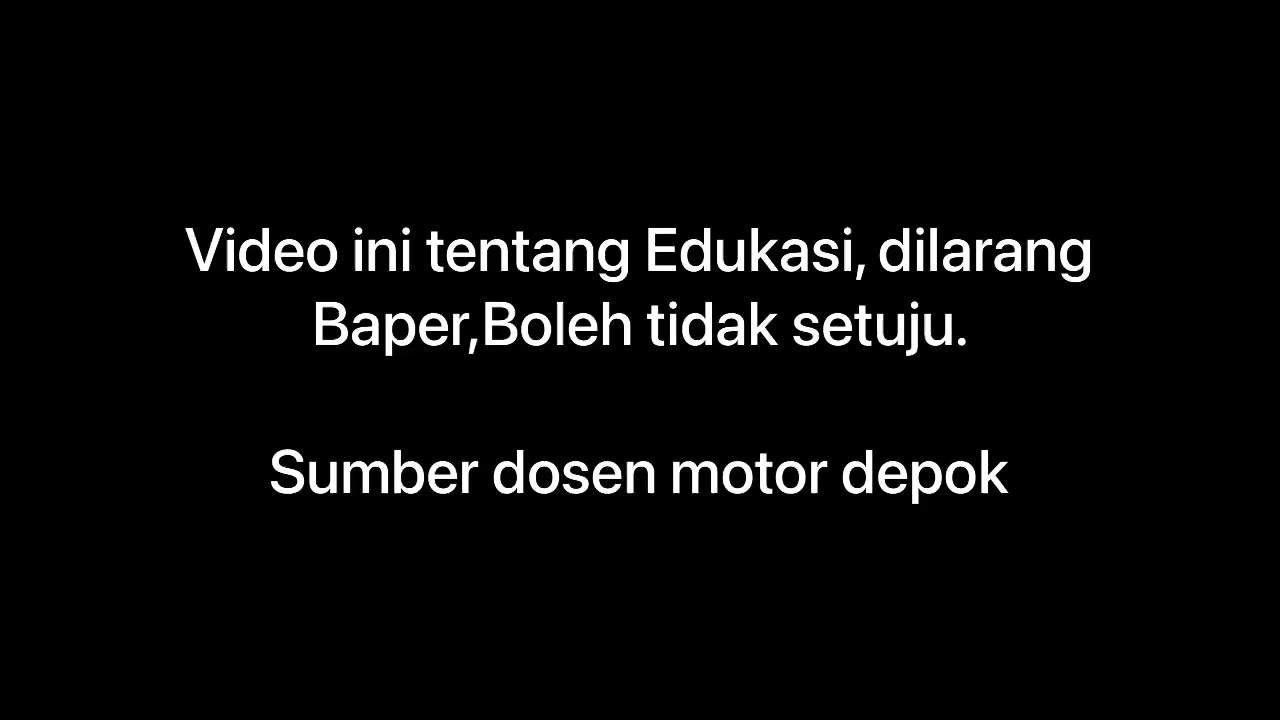 Video ini tentang Edukasi, dilarang
Baper,Boleh tidak setuju.
Sumber dosen motor depok